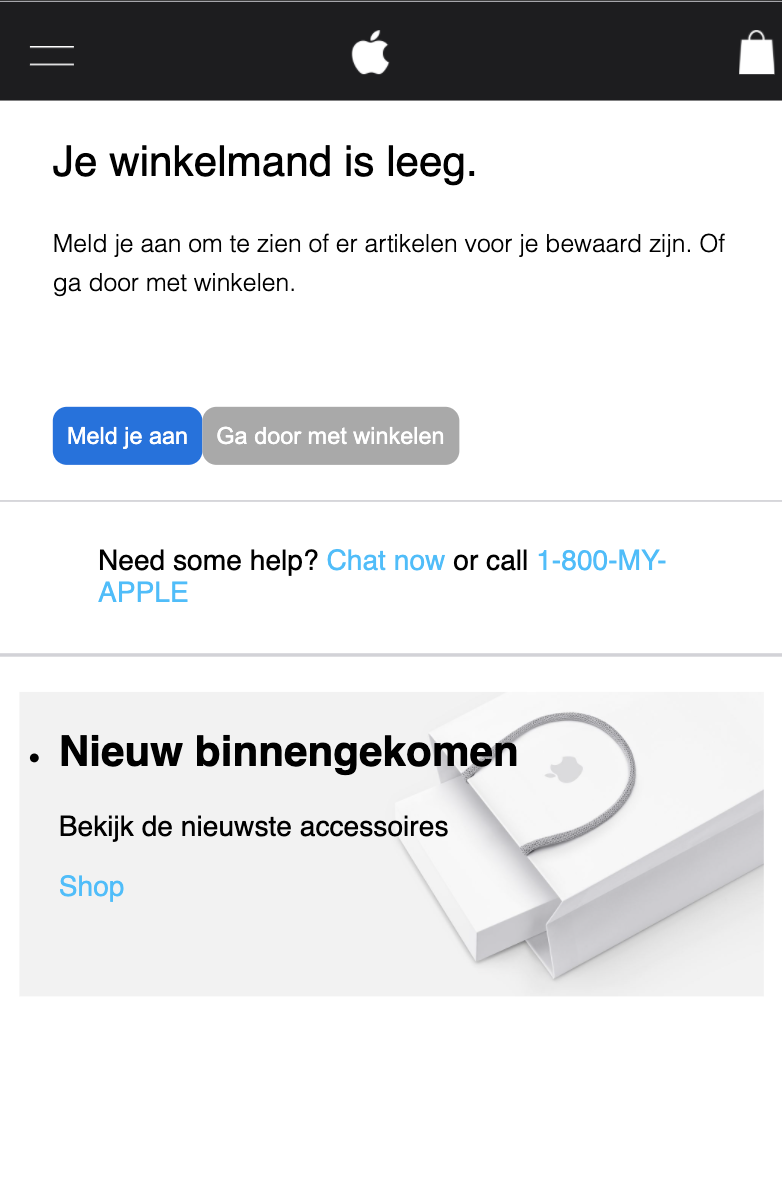 Je winkelmand is leeg.
Meld je aan om te zien of er artikelen voor je bewaard zijn. Of
ga door met winkelen.
Meld je aan Ga door met winkelen
Need some help? Chat now or call 1-800-MY-
APPLE
Nieuw binnengekomen
Bekijk de nieuwste accessoires
Shop